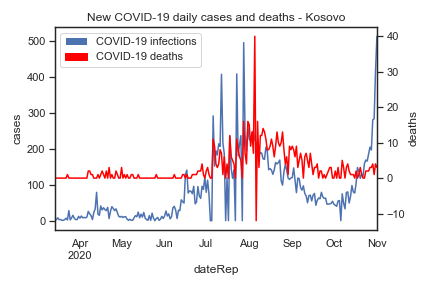 New COVID-19 daily cases and deaths - Kosovo
COVID-19 infections
COVID-19 deaths
500
400
300
200
100
0
cases
40
30
20
10
0
−10
deaths
Apr
2020
May
Jun
Jul
Aug
Sep
Oct
Nov
dateRep